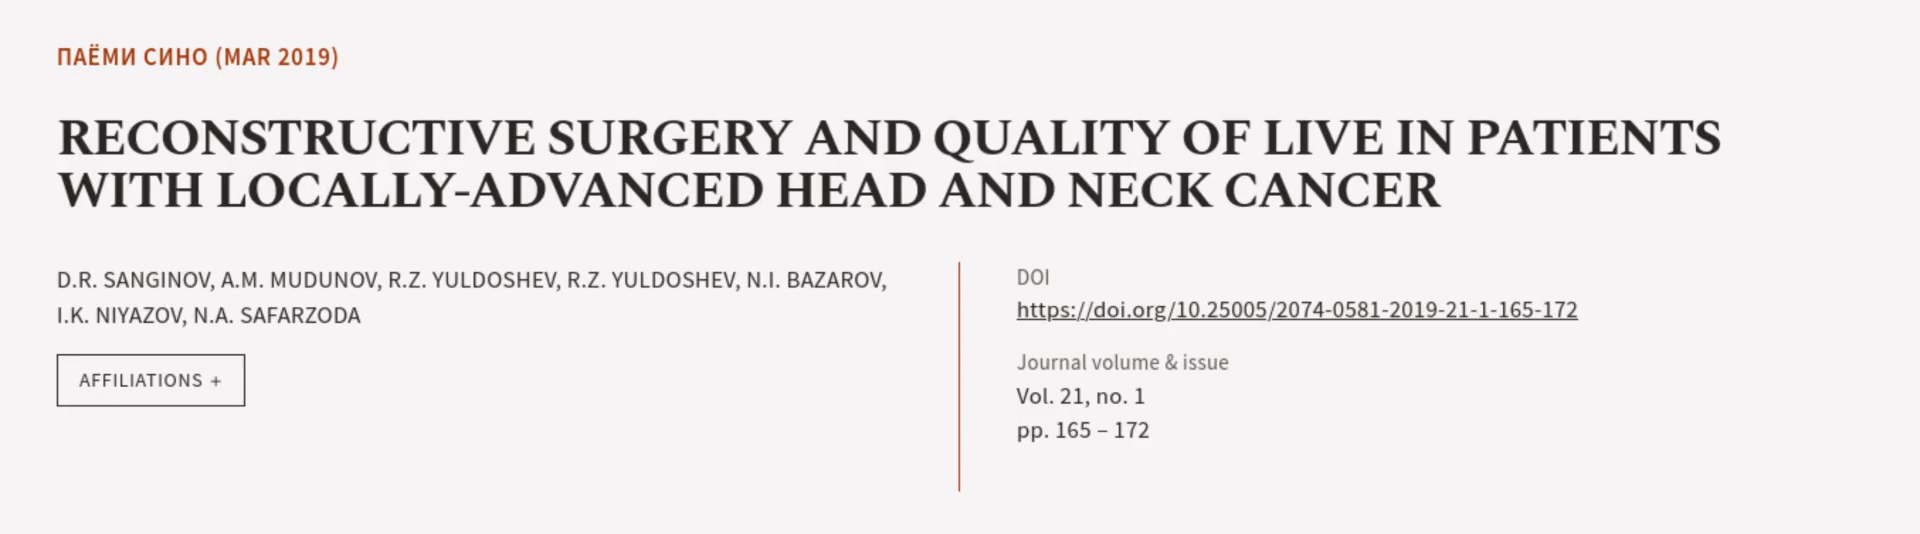 ПАЁМИ СИНО (MAR 2019)
RECONSTRUCTIVE SURGERY AND QUALITY OF LIVE IN PATIENTS
WITH LOCALLY-ADVANCED HEAD AND NECK CANCER
D.R. SANGINOV, A.M. MUDUNOV, R.Z. YULDOSHEV, R.Z. YULDOSHEV, N.I. BAZAROV,
I.K. NIYAZOV, N.A. SAFARZODA
AFFILIATIONS +
DOI
https://doi.org/10.25005/2074-0581-2019-21-1-165-172
Journal volume & issue
Vol. 21, no. 1
pp. 165 – 172